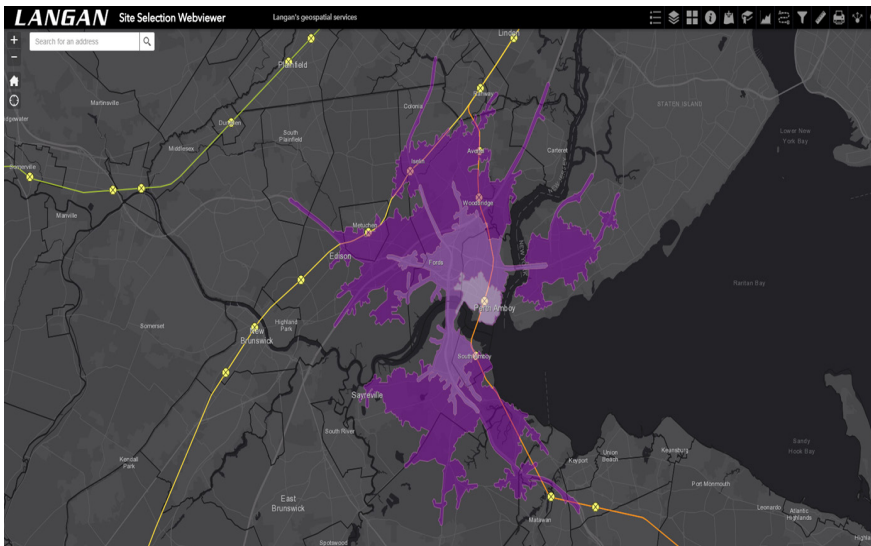 LANGAN Site Selection Webviewer Langan's geospatial services
+
Search for an address
−
Linden
Plainfield
Rahway
Martinsville
Colonia
STATEN ISLAND
Dunellen
South
Plainfield
Lower New
York Bay
Middlesex
Avenel
Carteret
Iselin
Somerville
Woodbridge
Manville
Metuchen
Edison
Fords
Raritan Bay
Perth Amboy
Highland
Park
Somerset
New
Brunswick
South Amboy
Sayreville
South River
Sandy
Hook Bay
Kendall
Park
Keyport
Union
Beach
Keansburg
Port Monmouth
East
Brunswick
Leonardo
Atlantic
Highlands
Matawan
Spotswood